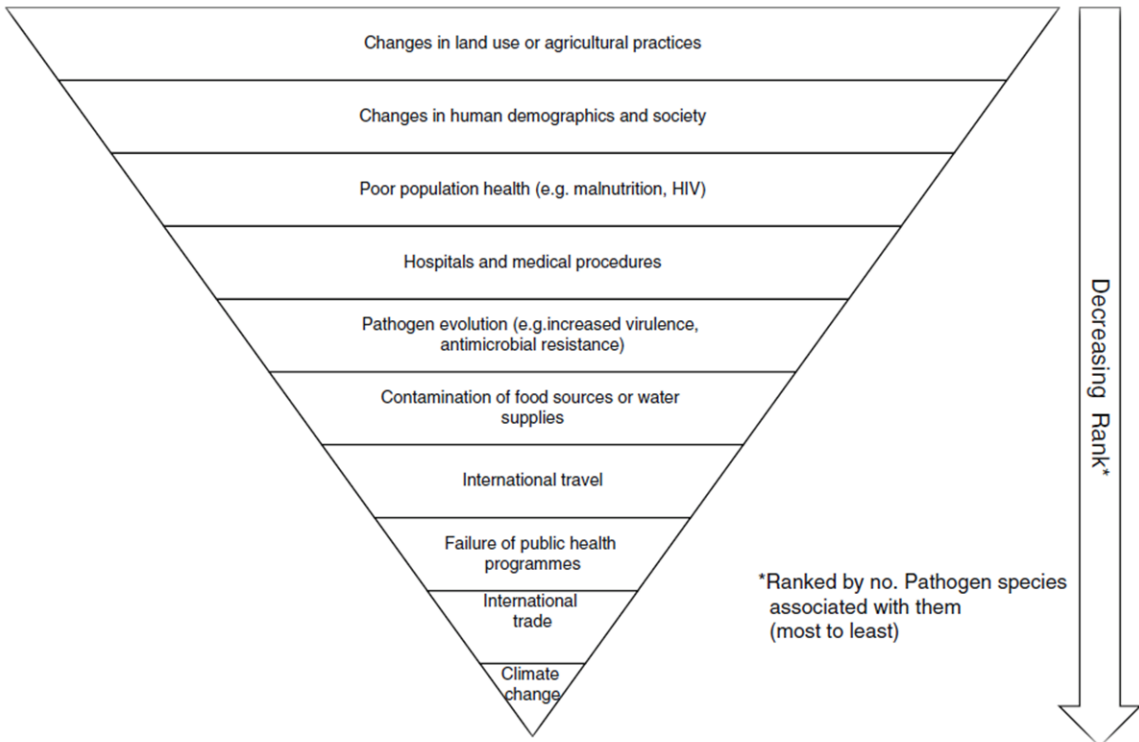 Changes in land use or agricultural practices
Changes in human demographics and society
Poor population health (e.g. malnutrition, HIV)
Hospitals and medical procedures
Pathogen evolution (e.g.increased virulence,
antimicrobial resistance)
Contamination of food sources or water
supplies
International travel
Failure of public health
programmes
International
trade
Climate
change
Decreasing Rank*
*Ranked by no. Pathogen species
associated with them
(most to least)